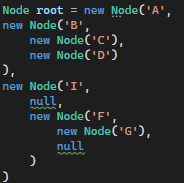 Node root = new Node('A',
new Node('B',
    new Node('C'),
    new Node('D')
),
new Node('I',
    null,
    new Node('F',
        new Node('G'),
        null
    )
)